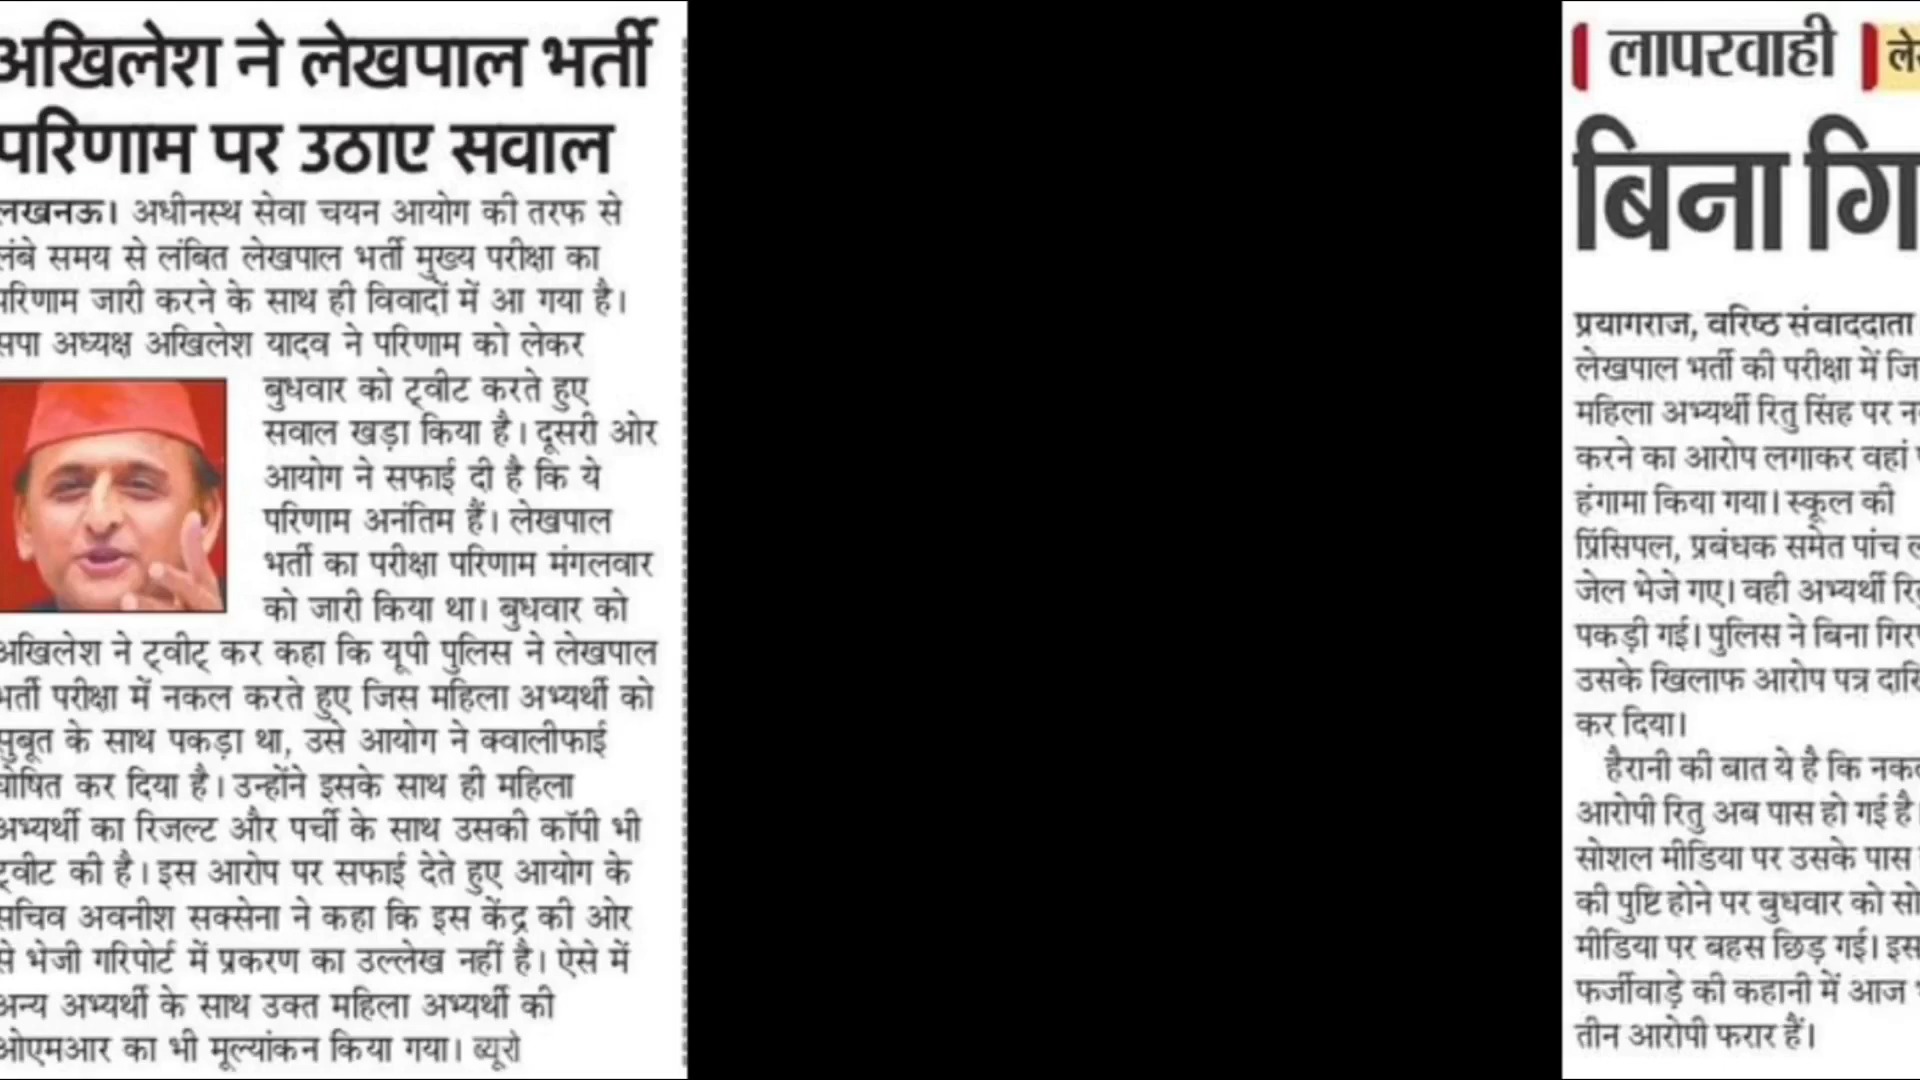 अखिलेश ने लेखपाल भर्ती
परिणाम पर उठाए सवाल
लखनऊ। अधीनस्थ सेवा चयन आयोग की तरफ से
लंबे समय से लंबित लेखपाल भर्ती मुख्य परीक्षा का
परिणाम जारी करने के साथ ही विवादों में आ गया है।
सपा अध्यक्ष अखिलेश यादव ने परिणाम को लेकर
बुधवार को ट्वीट करते हुए
सवाल खड़ा किया है। दूसरी ओर
आयोग ने सफाई दी है कि ये
परिणाम अनंतिम हैं। लेखपाल
भर्ती का परीक्षा परिणाम मंगलवार
को जारी किया था। बुधवार को
अखिलेश ने ट्वीट् कर कहा कि यूपी पुलिस ने लेखपाल
भर्ती परीक्षा में नकल करते हुए जिस महिला अभ्यर्थी को
सुबूत के साथ पकड़ा था, उसे आयोग ने क्वालीफाई
घोषित कर दिया है। उन्होंने इसके साथ ही महिला
अभ्यर्थी का रिजल्ट और पर्ची के साथ उसकी कॉपी भी
ट्वीट की है। इस आरोप पर सफाई देते हुए आयोग के
सचिव अवनीश सक्सेना ने कहा कि इस केंद्र की ओर
से भेजी गरिपोर्ट में प्रकरण का उल्लेख नहीं है। ऐसे में
अन्य अभ्यर्थी के साथ उक्त महिला अभ्यर्थी की
ओएमआर का भी मूल्यांकन किया गया। ब्यूरो
लापरवाही
बिना
प्रयागराज, वरिष्ठ संवाददाता
लेखपाल भर्ती की परीक्षा में
महिला अभ्यर्थी रितु सिंह पर
करने का आरोप लगाकर वहां
हंगामा किया गया। स्कूल की
प्रिंसिपल, प्रबंधक समेत पांच
जेल भेजे गए। वही अभ्यर्थी
पकड़ी गई। पुलिस ने बिना
उसके खिलाफ आरोप पत्र
कर दिया।
हैरानी की बात ये है कि
आरोपी रितु अब पास हो गई है।
सोशल मीडिया पर उसके पास
की पुष्टि होने पर बुधवार को
मीडिया पर बहस छिड़ गई। इस
फर्जीवाड़े की कहानी में आज
तीन आरोपी फरार हैं।